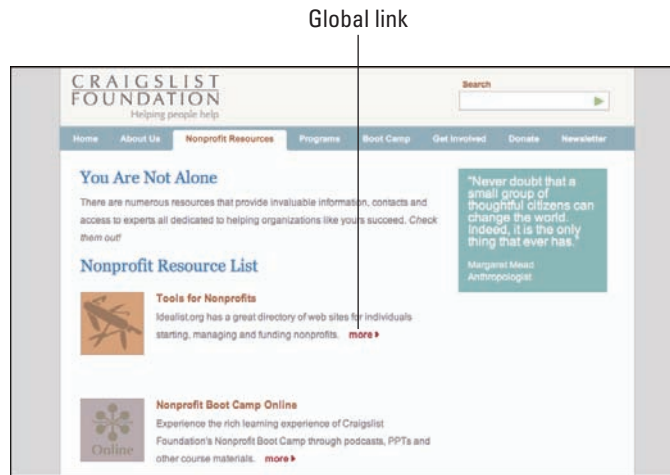 Global link
CRAIGSLIST
FOUNDATION
Helping people help
Search
Home About Us Nonprofit Resources Programs Boot Camp Get Involved Donate Newsletter
You Are Not Alone
There are numerous resources that provide invaluable information, contacts and
access to experts all dedicated to helping organizations like yours succeed. Check
them out!
Nonprofit Resource List
Tools for Nonprofits
Idealist.org has a great directory of web sites for individuals
starting, managing and funding nonprofits. more
Nonprofit Boot Camp Online
Experience the rich learning experience of Craigslist
Foundation's Nonprofit Boot Camp through podcasts, PPTs and
other course materials. more
Online
"Never doubt that a
small group of
thoughtful citizens can
change the world.
Indeed, it is the only
thing that ever has."
Margaret Mead
Anthropologist